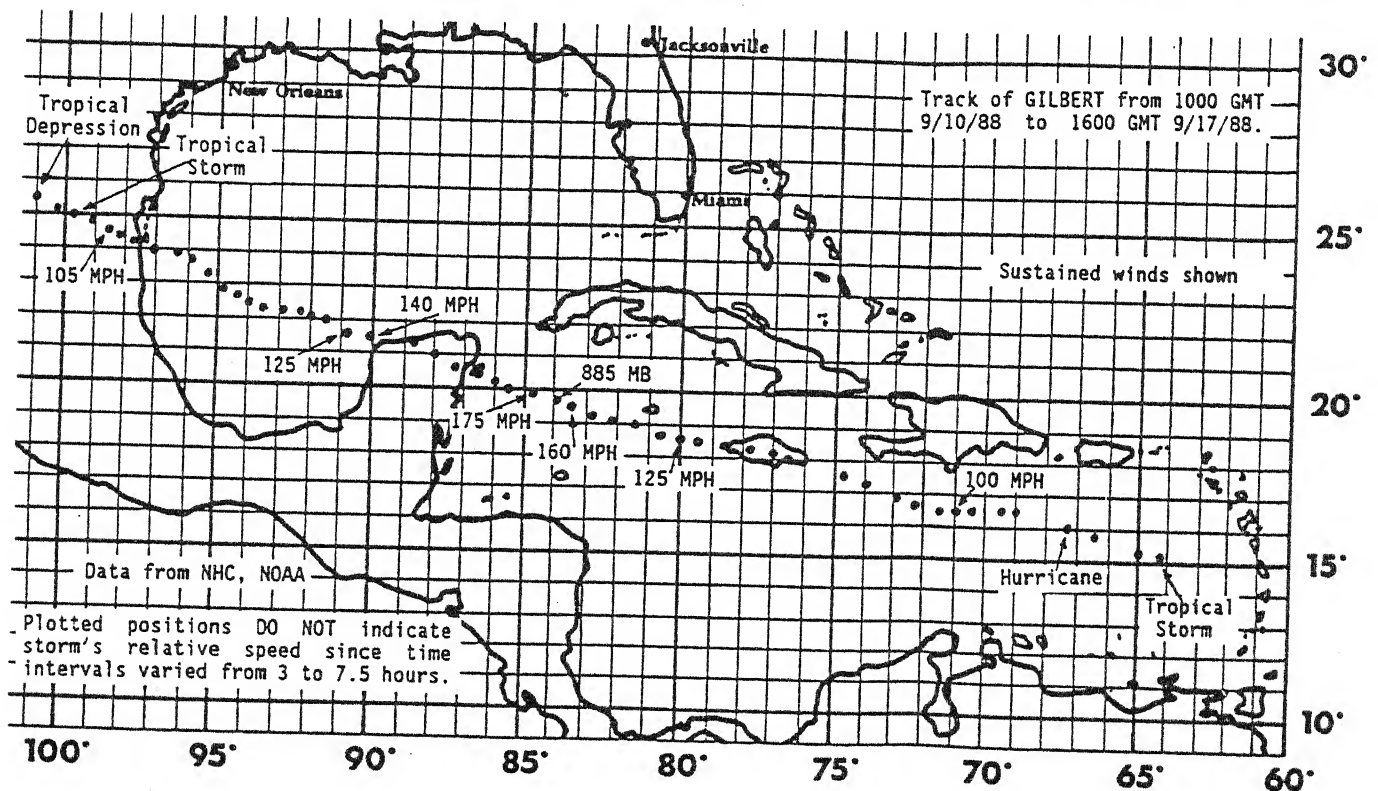 Jacksonville
30°
Tropical
Depression
New Orleans
Track of GILBERT from 1000 GMT
9/10/88 to 1600 GMT 9/17/88.
Tropical
Storm
Miami
25°
105 MPH
Sustained winds shown
140 MPH
125 MPH
885 MB
20°
175 MPH
160 MPH
125 MPH
100 MPH
Data from NHC, NOAA
Hurricane
15°
Tropical
Storm
Plotted positions DO NOT indicate
storm's relative speed since time
intervals varied from 3 to 7.5 hours.
10°
100° 95° 90° 85° 80° 75° 70° 65° 60°